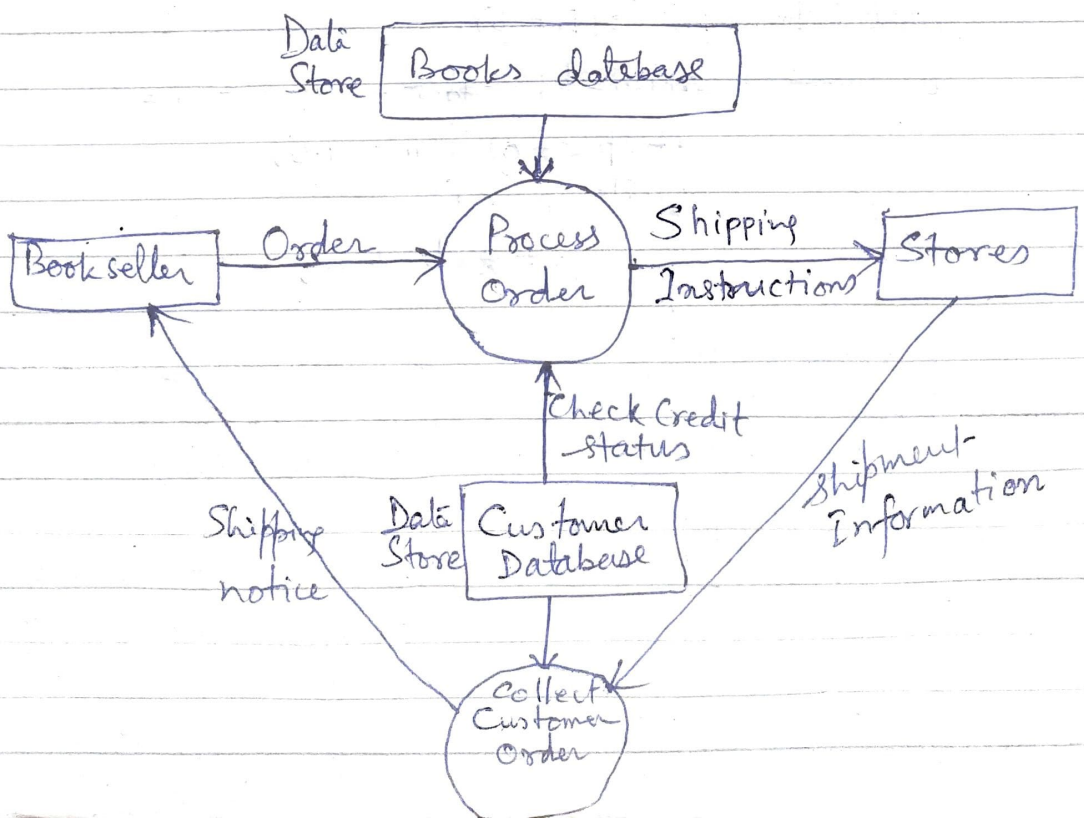 Data
Store
Books database
Bookseller
Order
Process
Order
Shipping
Instructions
Stores
Check Credit
status
Shipping
notice
Data
Store
Customer
Database
Shipment
Information
Collect
Customer
Order